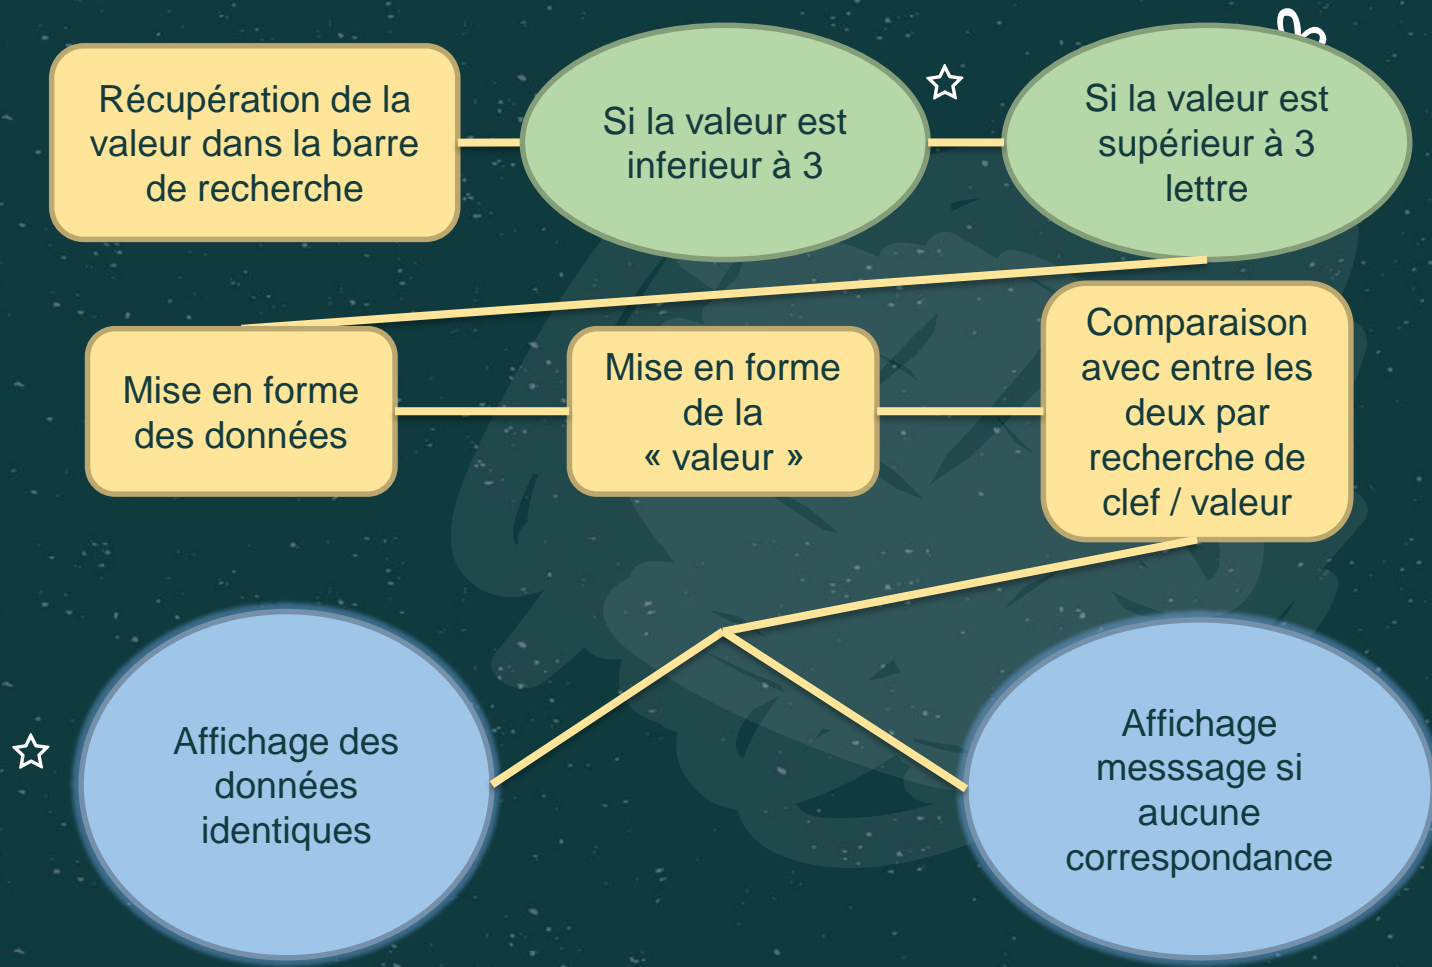 Récupération de la
valeur dans la barre
de recherche
Si la valeur est
inferieur à 3
Si la valeur est
supérieur à 3
lettre
Mise en forme
des données
Mise en forme
de la
« valeur »
Comparaison
avec entre les
deux par
recherche de
clef / valeur
Affichage des
données
identiques
Affichage
messsage si
aucune
correspondance